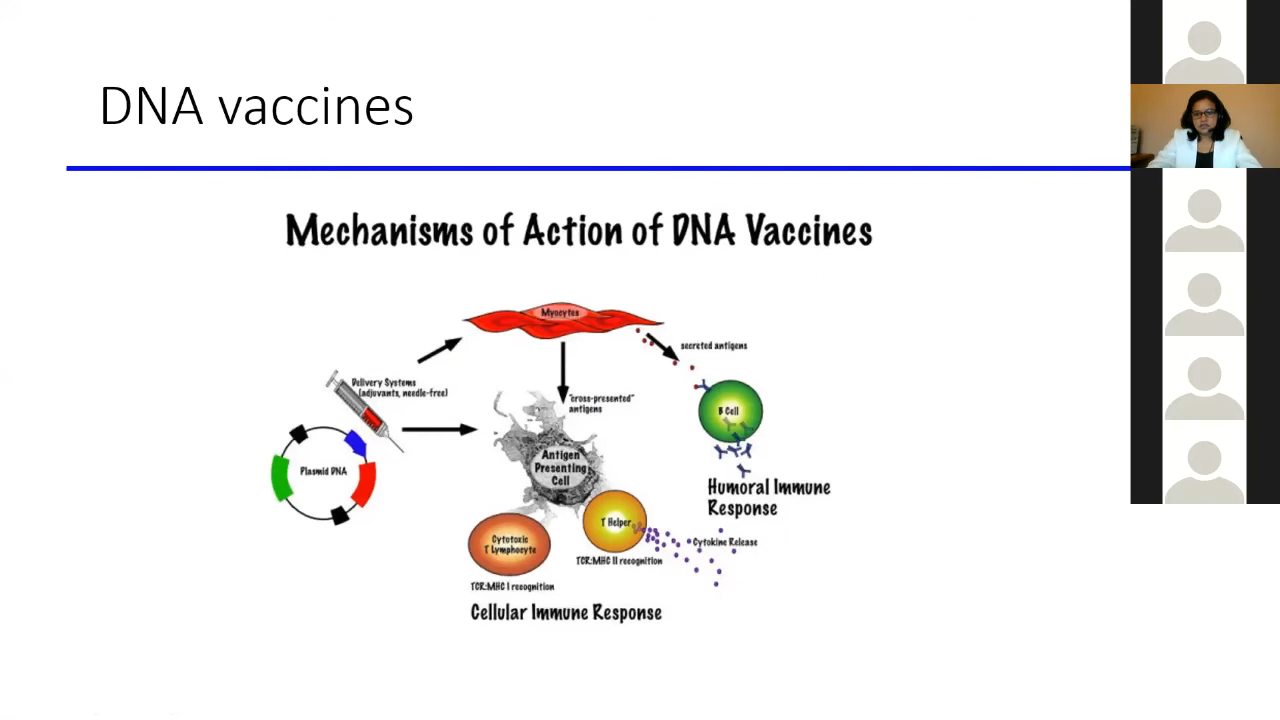 DNA vaccines
Mechanisms of Action of DNA Vaccines
Myocytes
secreted antigens
Delivery Systems
(adjuvants, needle-free)
"cross-presented"
antigens
B Cell
Plasmid DNA
Antigen
Presenting
Cell
Humoral Immune
Response
T Helper
Cytokine Release
Cytotoxic
T Lymphocyte
TCR:MHC II recognition
TCR:MHC I recognition
Cellular Immune Response